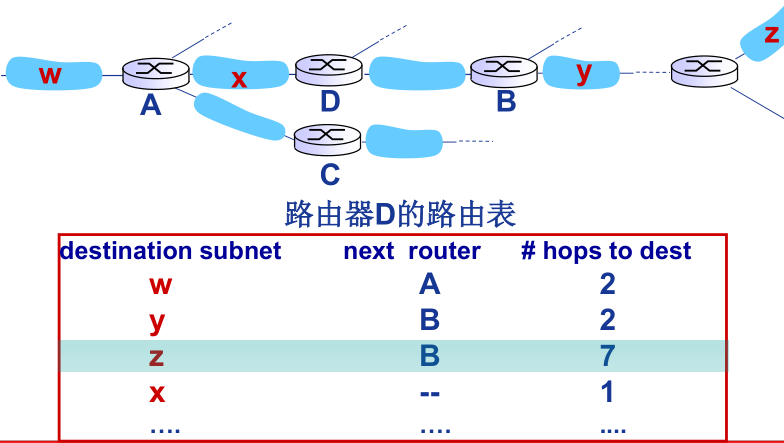 z
w
x
y
A
D
B
C
路由器D的路由表
destination subnet next router # hops to dest
w A 2
y B 2
z B 7
x -- 1
…. …. ....